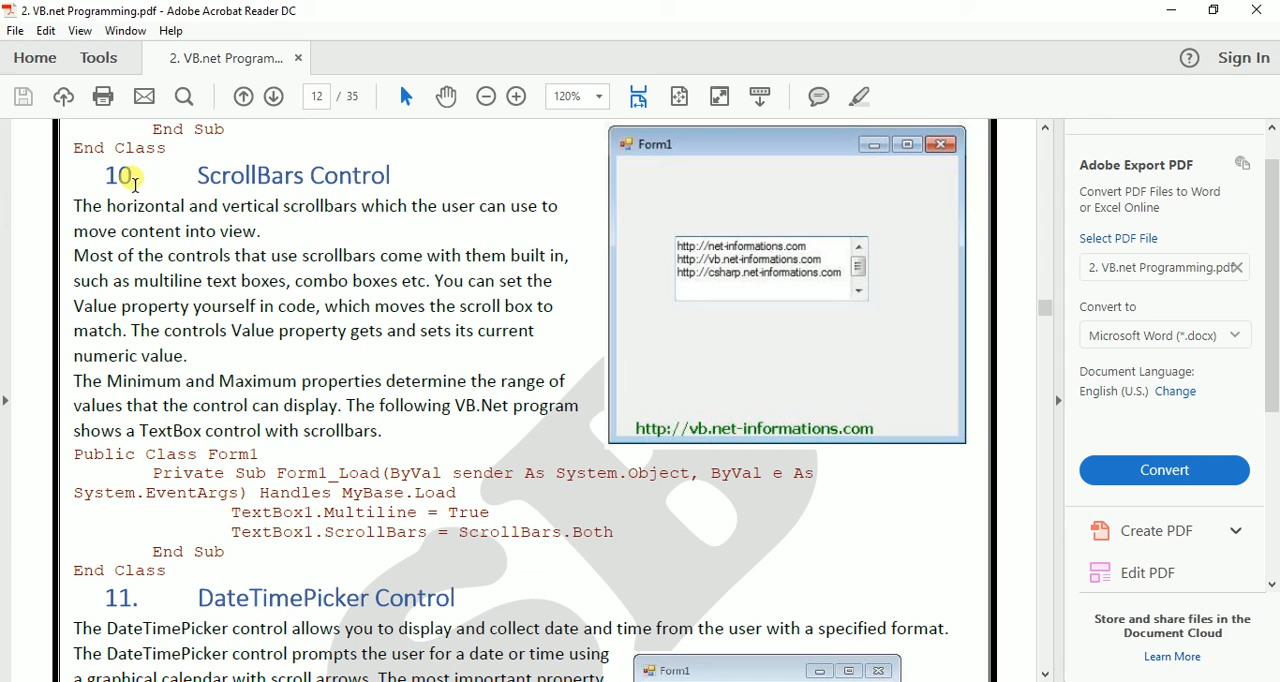 2. VB.net Programming.pdf - Adobe Acrobat Reader DC
File Edit View Window Help
Home Tools 2. VB.net Program... × Sign In
12 / 35 120%
End Sub
End Class
10. ScrollBars Control
The horizontal and vertical scrollbars which the user can use to
move content into view.
Most of the controls that use scrollbars come with them built in,
such as multiline text boxes, combo boxes etc. You can set the
Value property yourself in code, which moves the scroll box to
match. The controls Value property gets and sets its current
numeric value.
The Minimum and Maximum properties determine the range of
values that the control can display. The following VB.Net program
shows a TextBox control with scrollbars.
Form1
http://net-informations.com
http://vb.net-informations.com
http://csharp.net-informations.com
http://vb.net-informations.com
Public Class Form1
Private Sub Form1_Load(ByVal sender As System.Object, ByVal e As
System.EventArgs) Handles MyBase.Load
TextBox1.Multiline = True
TextBox1.ScrollBars = ScrollBars.Both
End Sub
End Class
11. DateTimePicker Control
The DateTimePicker control allows you to display and collect date and time from the user with a specified format.
The DateTimePicker control prompts the user for a date or time using
a graphical calendar with scroll arrows. The most important property
Form1
Adobe Export PDF
Convert PDF Files to Word
or Excel Online
Select PDF File
2. VB.net Programming.pdf
Convert to
Microsoft Word (*.docx)
Document Language:
English (U.S.) Change
Convert
Create PDF
Edit PDF
Store and share files in the
Document Cloud
Learn More